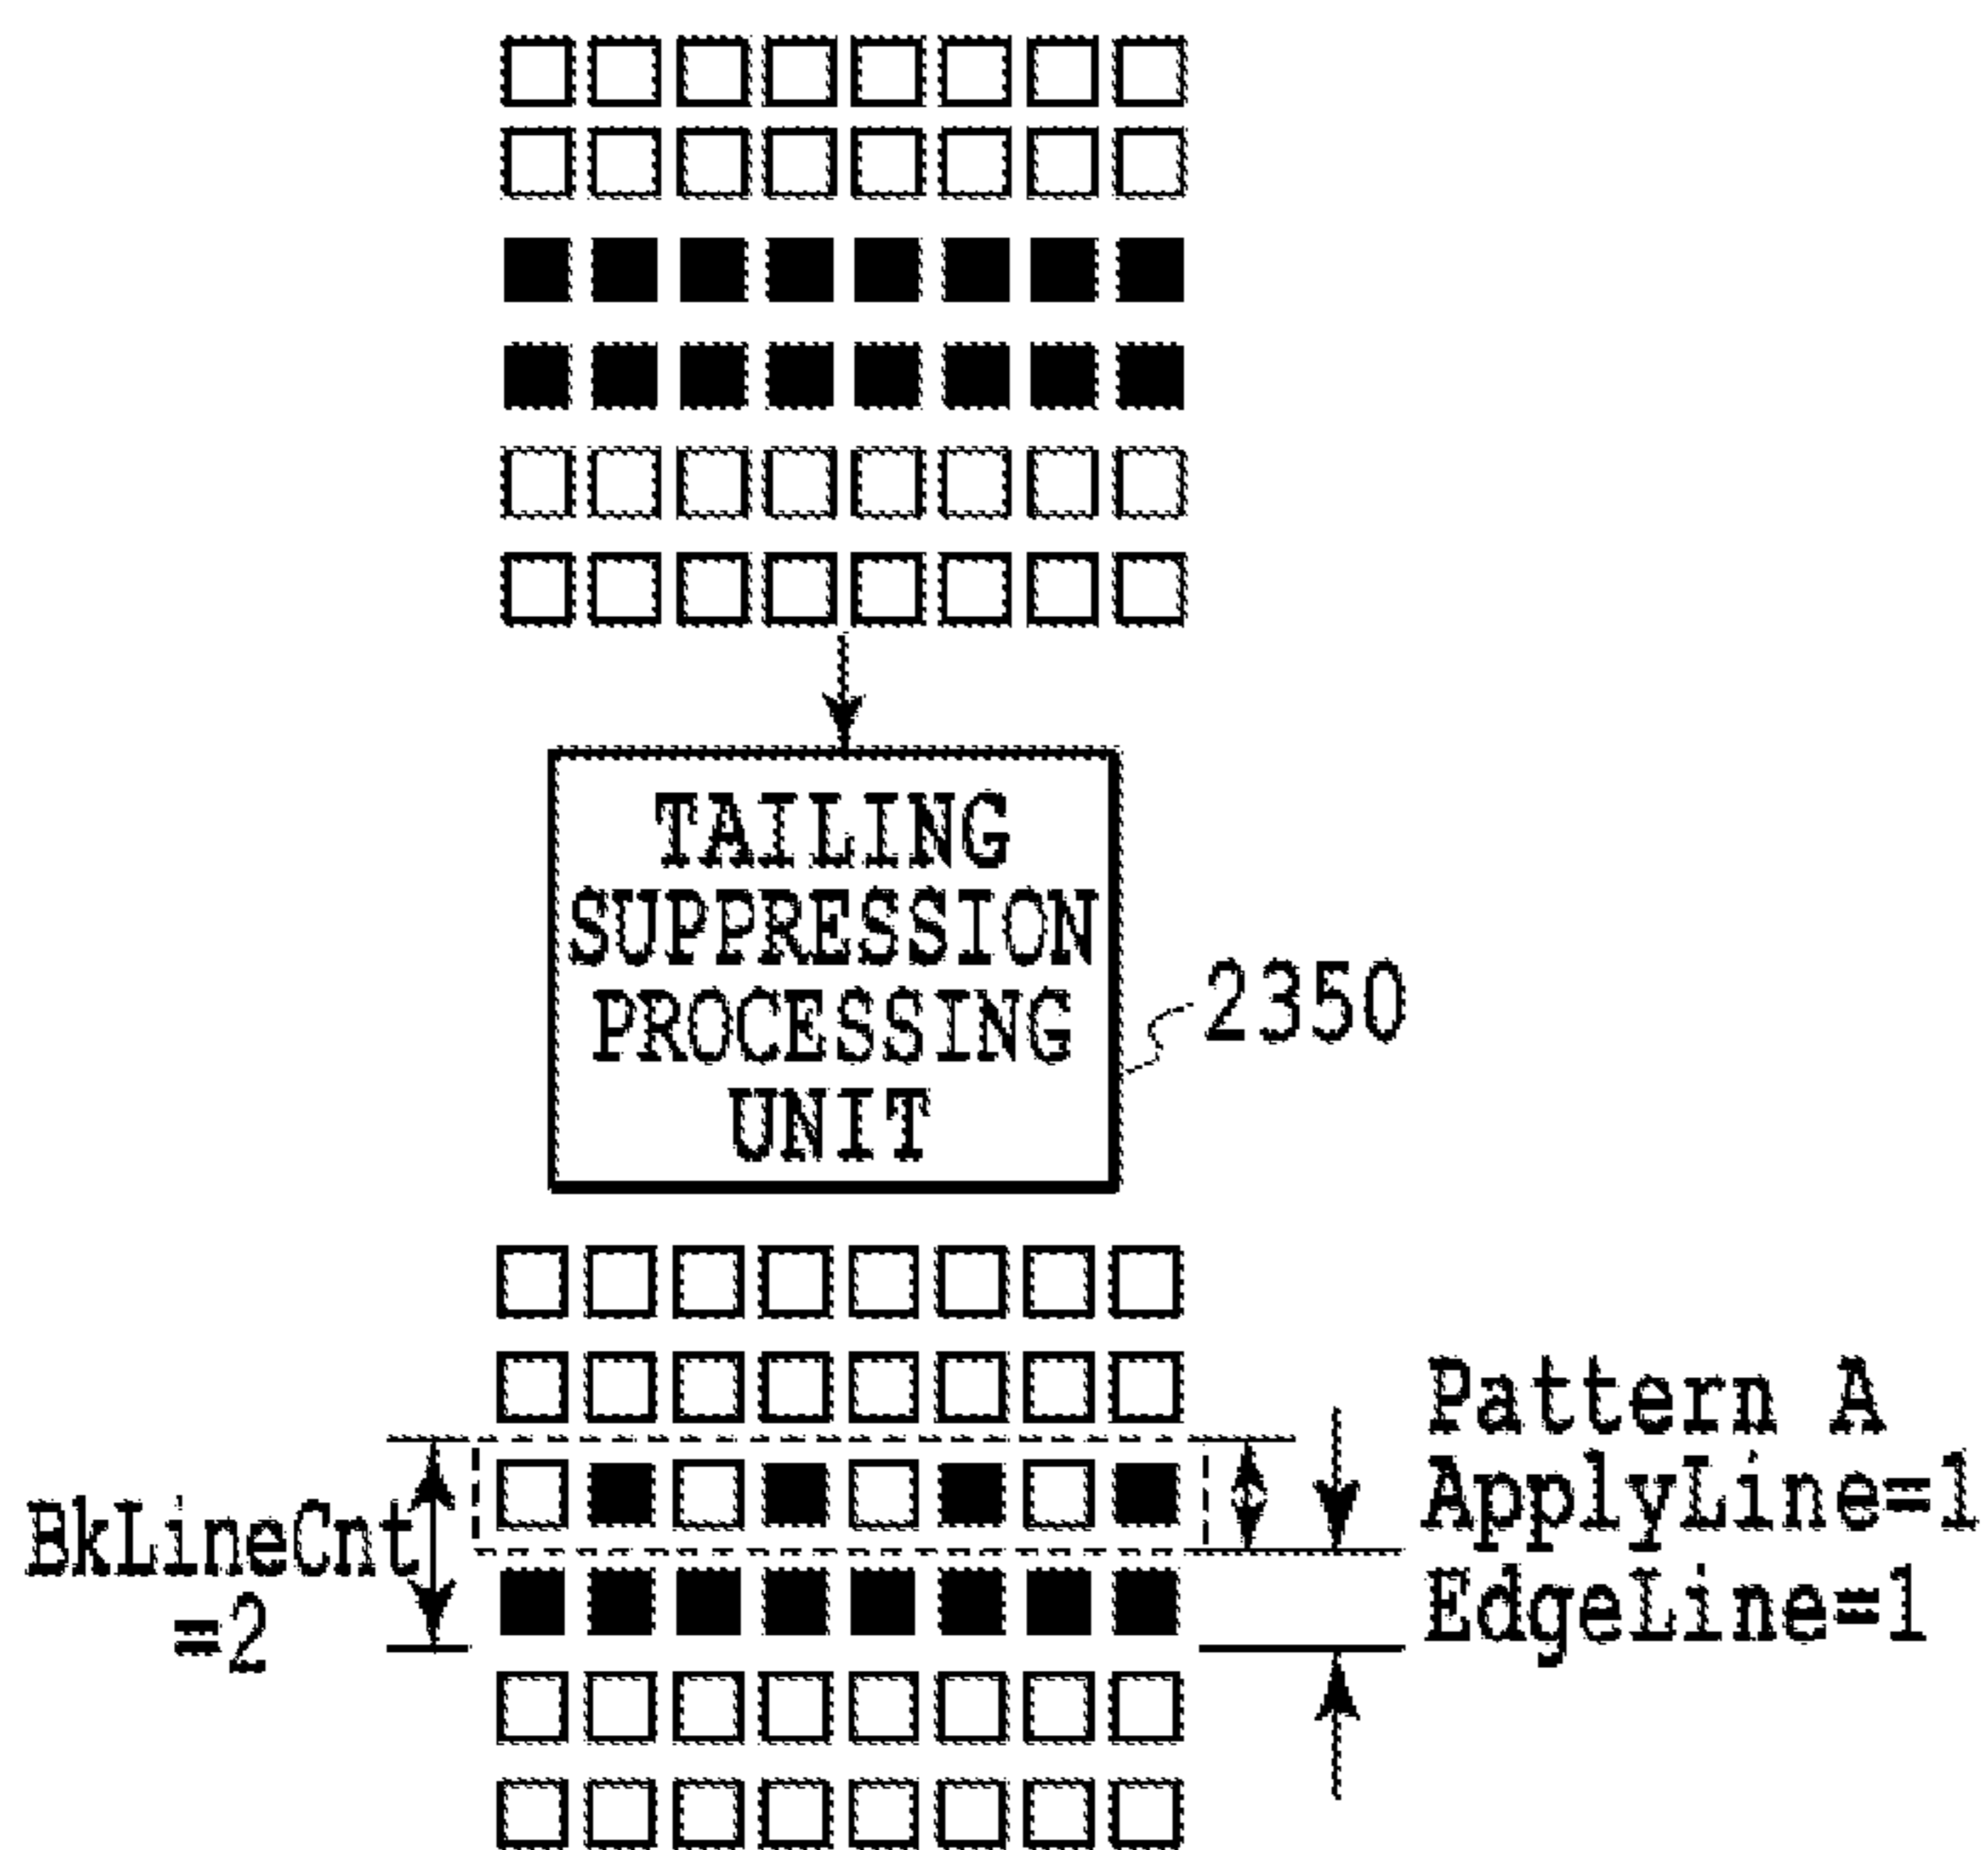 TAILING
SUPPRESSION
PROCESSING
UNIT
2350
Pattern A
ApplyLine=1
EdgeLine=1
BkLineCnt
=2